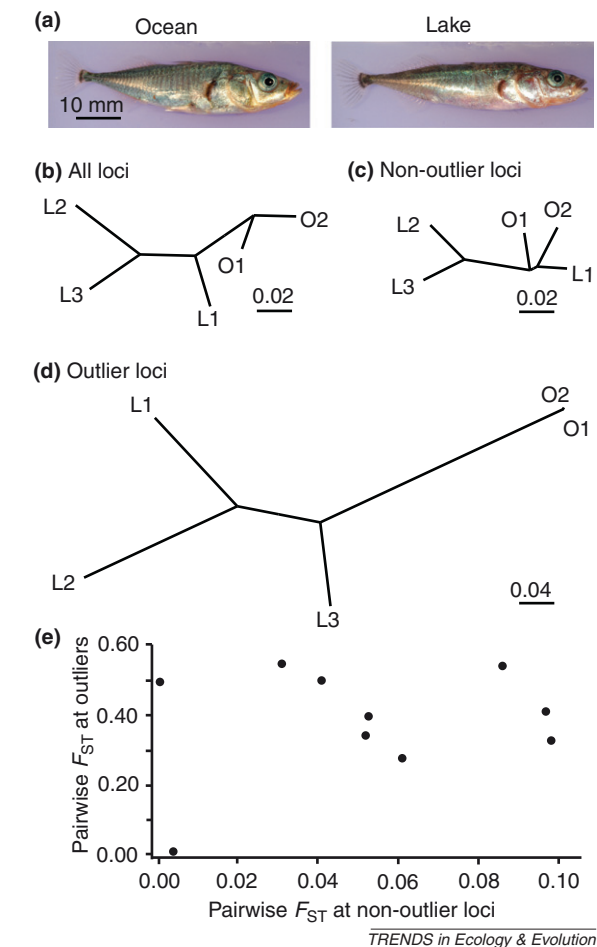 (a)
Ocean
Lake
10 mm
(b) All loci
(c) Non-outlier loci
L2
O2
O1
L3
L1
0.02
L2
O1
O2
L3
L1
0.02
(d) Outlier loci
L1
O2
O1
L2
L3
0.04
(e)
Pairwise FST at outliers
0.60
0.40
0.20
0.00
0.00 0.02 0.04 0.06 0.08 0.10
Pairwise FST at non-outlier loci
TRENDS in Ecology & Evolution